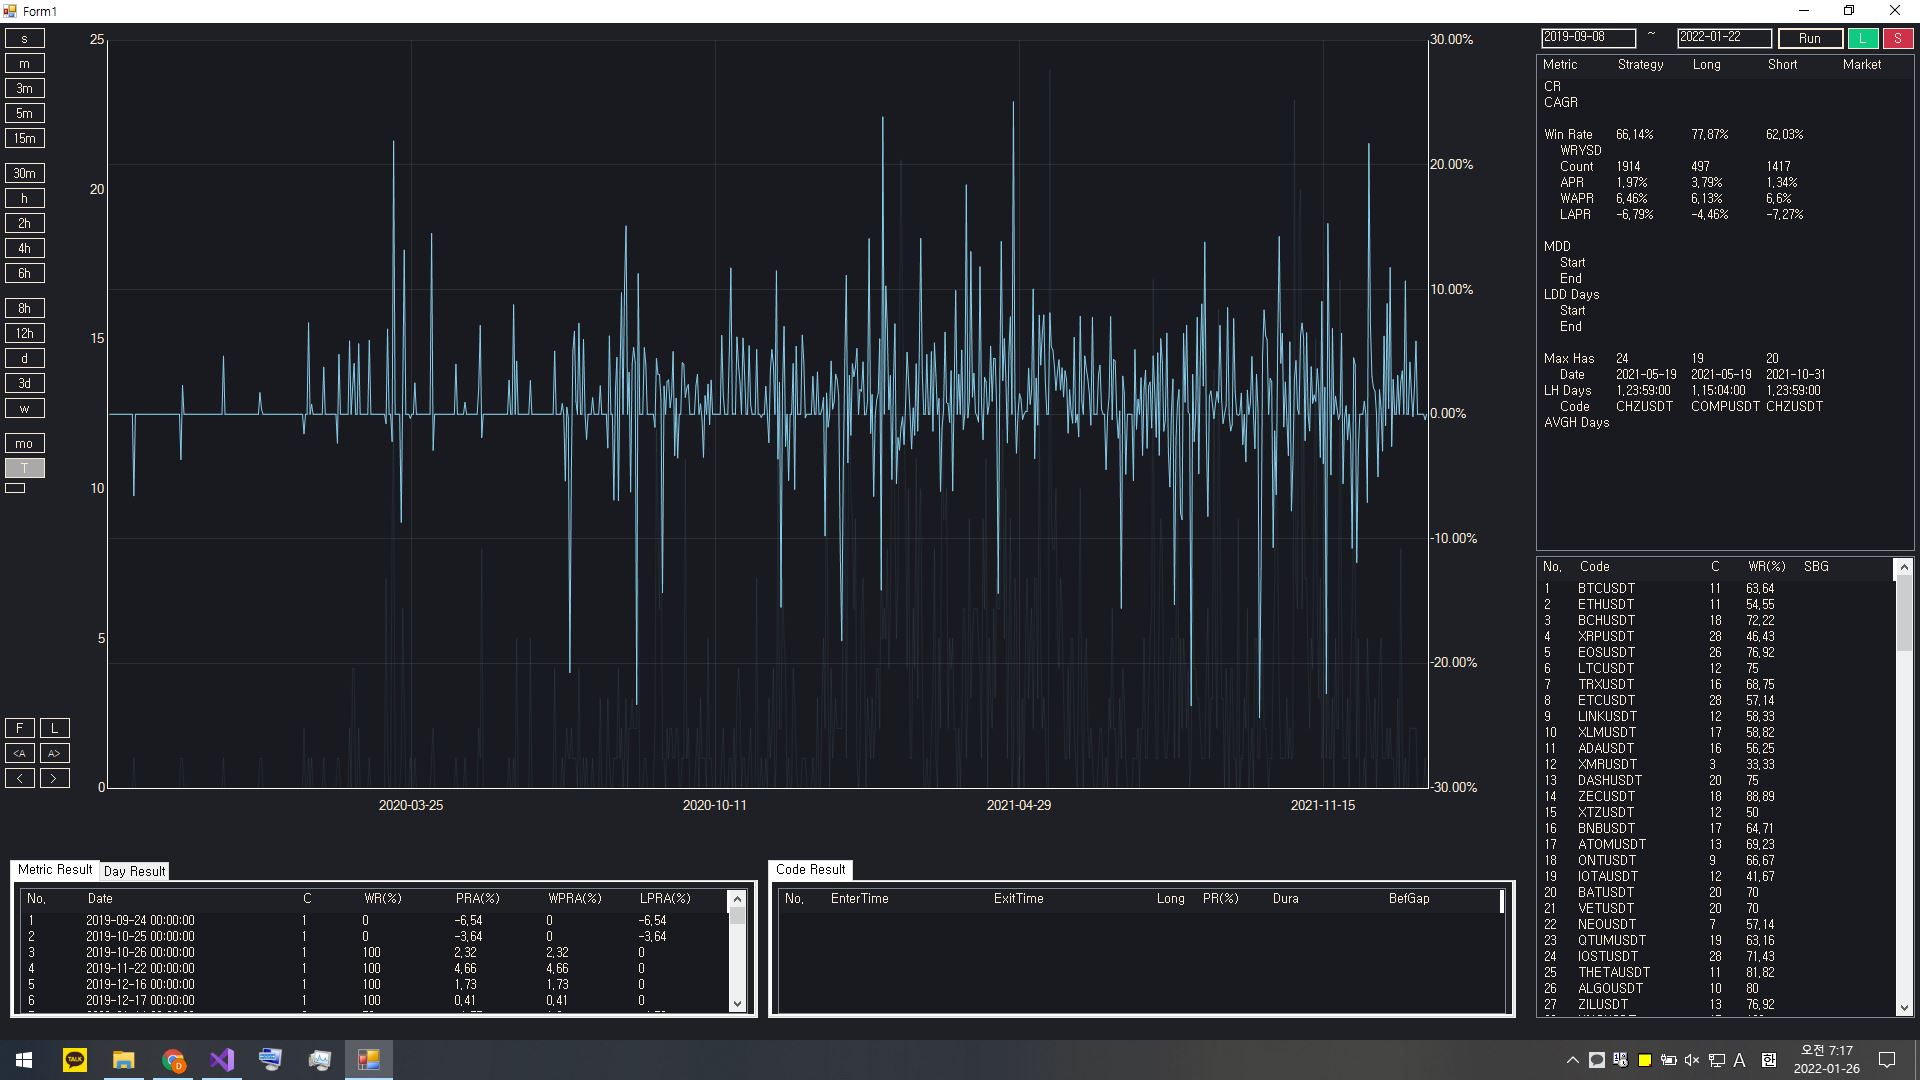 Form1
s
m
3m
5m
15m
30m
h
2h
4h
6h
8h
12h
d
3d
w
mo
T
F L
<A A>
< >
25
20
15
10
5
0
30.00%
20.00%
10.00%
0.00%
-10.00%
-20.00%
-30.00%
2020-03-25 2020-10-11 2021-04-29 2021-11-15
2019-09-08 ~ 2022-01-22 Run L S
Metric Strategy Long Short Market
CR
CAGR
Win Rate 66,14% 77,87% 62,03%
WRYSD
Count 1914 497 1417
APR 1,97% 3,79% 1,34%
WAPR 6,46% 6,13% 6,6%
LAPR -6,79% -4,46% -7,27%
MDD
Start
End
LDD Days
Start
End
Max Has 24 19 20
Date 2021-05-19 2021-05-19 2021-10-31
LH Days 1,23:59:00 1,15:04:00 1,23:59:00
Code CHZUSDT COMPUSDT CHZUSDT
AVGH Days
No, Code C WR(%) SBG
1 BTCUSDT 11 63,64
2 ETHUSDT 11 54,55
3 BCHUSDT 18 72,22
4 XRPUSDT 28 46,43
5 EOSUSDT 26 76,92
6 LTCUSDT 12 75
7 TRXUSDT 16 68,75
8 ETCUSDT 28 57,14
9 LINKUSDT 12 58,33
10 XLMUSDT 17 58,82
11 ADAUSDT 16 56,25
12 XMRUSDT 3 33,33
13 DASHUSDT 20 75
14 ZECUSDT 18 88,89
15 XTZUSDT 12 50
16 BNBUSDT 17 64,71
17 ATOMUSDT 13 69,23
18 ONTUSDT 9 66,67
19 IOTAUSDT 12 41,67
20 BATUSDT 20 70
21 VETUSDT 20 70
22 NEOUSDT 7 57,14
23 QTUMUSDT 19 63,16
24 IOSTUSDT 28 71,43
25 THETAUSDT 11 81,82
26 ALGOUSDT 10 80
27 ZILUSDT 13 76,92
Metric Result Day Result
No, Date C WR(%) PRA(%) WPRA(%) LPRA(%)
1 2019-09-24 00:00:00 1 0 -6,54 0 -6,54
2 2019-10-25 00:00:00 1 0 -3,64 0 -3,64
3 2019-10-26 00:00:00 1 100 2,32 2,32 0
4 2019-11-22 00:00:00 1 100 4,66 4,66 0
5 2019-12-16 00:00:00 1 100 1,73 1,73 0
6 2019-12-17 00:00:00 1 100 0,41 0,41 0
Code Result
No, EnterTime ExitTime Long PR(%) Dura BefGap
TALK
D
A
오전 7:17
2022-01-26